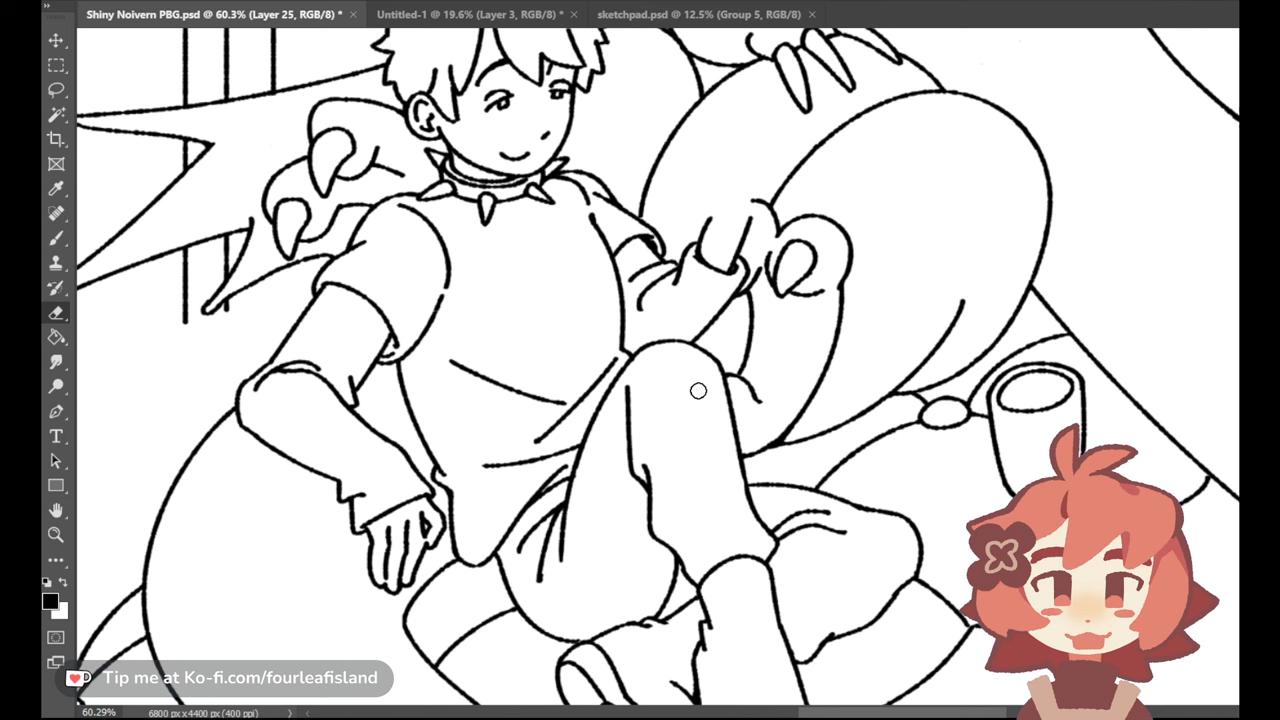 Shiny Noivern PBG.psd @ 60.3% (Layer 25, RGB/8) * × Untitled-1 @ 19.6% (Layer 3, RGB/8) * × sketchpad.psd @ 12.5% (Group 5, RGB/8) ×
T
Tip me at Ko-fi.com/fourleafisland
60.29% 6800 px x 4400 px (400 ppi)